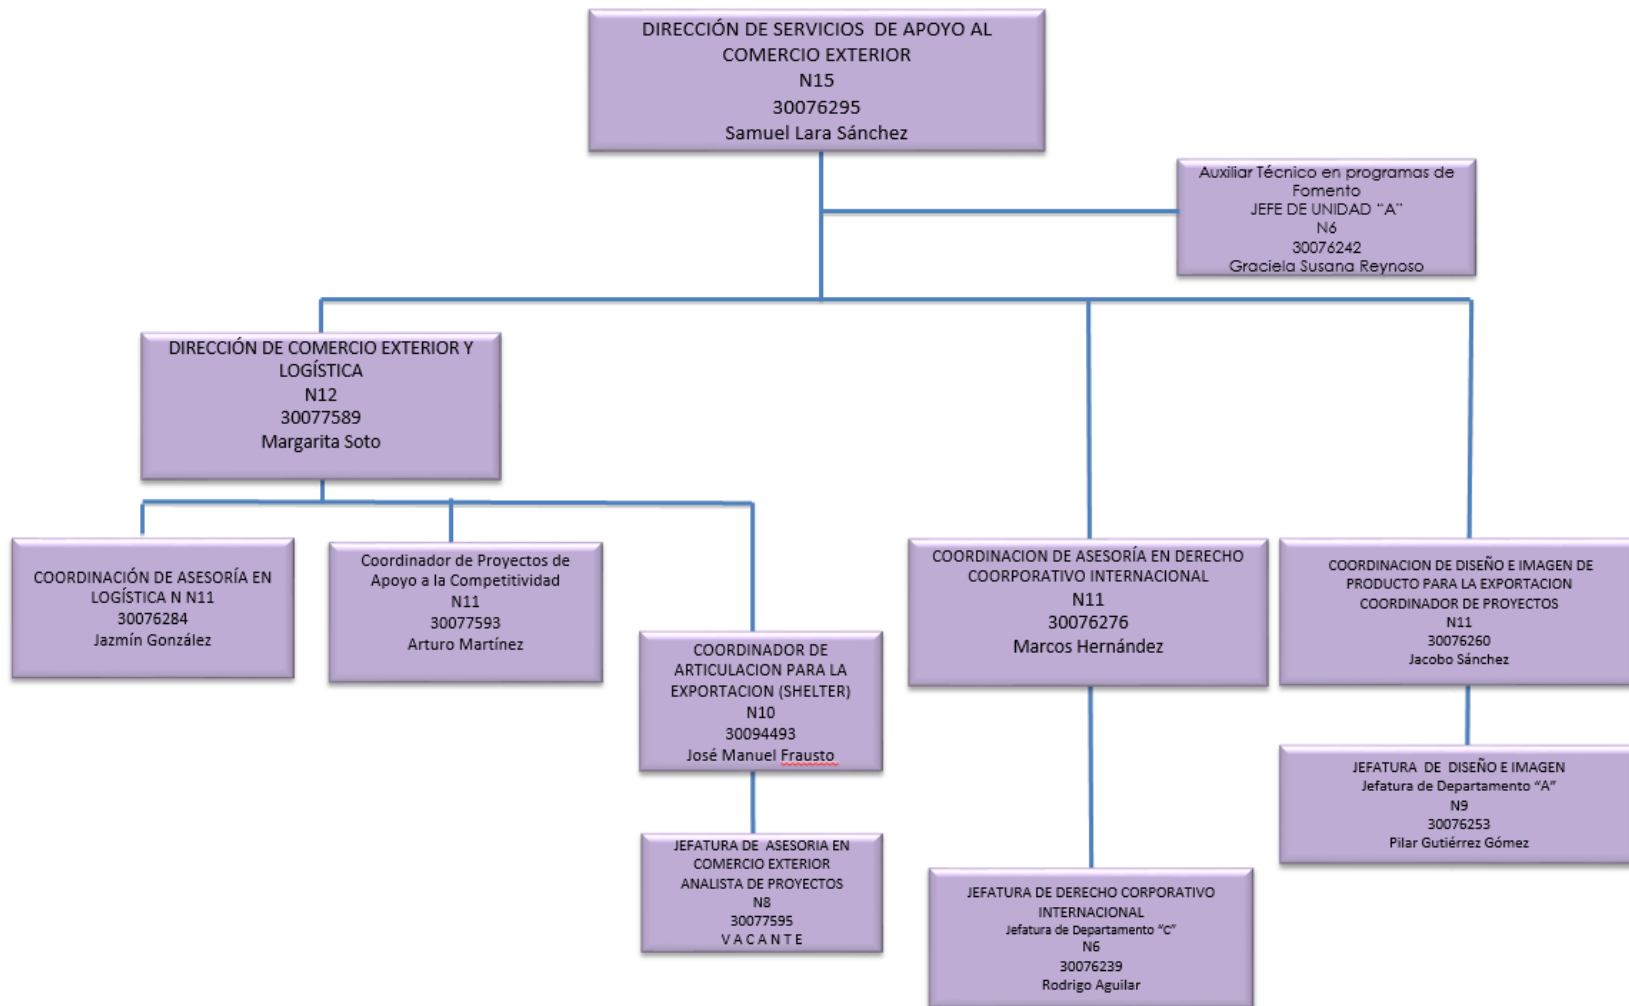 DIRECCIÓN DE SERVICIOS DE APOYO AL
COMERCIO EXTERIOR
N15
30076295
Samuel Lara Sánchez
Auxiliar Técnico en programas de
Fomento
JEFE DE UNIDAD “A”
N6
30076242
Graciela Susana Reynoso
DIRECCIÓN DE COMERCIO EXTERIOR Y
LOGÍSTICA
N12
30077589
Margarita Soto
COORDINACIÓN DE ASESORÍA EN
LOGÍSTICA N N11
30076284
Jazmín González
Coordinador de Proyectos de
Apoyo a la Competitividad
N11
30077593
Arturo Martínez
COORDINADOR DE
ARTICULACION PARA LA
EXPORTACION (SHELTER)
N10
30094493
José Manuel Frausto
JEFATURA DE ASESORIA EN
COMERCIO EXTERIOR
ANALISTA DE PROYECTOS
N8
30077595
V A C A N T E
COORDINACION DE ASESORÍA EN DERECHO
COORPORATIVO INTERNACIONAL
N11
30076276
Marcos Hernández
JEFATURA DE DERECHO CORPORATIVO
INTERNACIONAL
Jefatura de Departamento “C”
N6
30076239
Rodrigo Aguilar
COORDINACION DE DISEÑO E IMAGEN DE
PRODUCTO PARA LA EXPORTACION
COORDINADOR DE PROYECTOS
N11
30076260
Jacobo Sánchez
JEFATURA DE DISEÑO E IMAGEN
Jefatura de Departamento “A”
N9
30076253
Pilar Gutiérrez Gómez